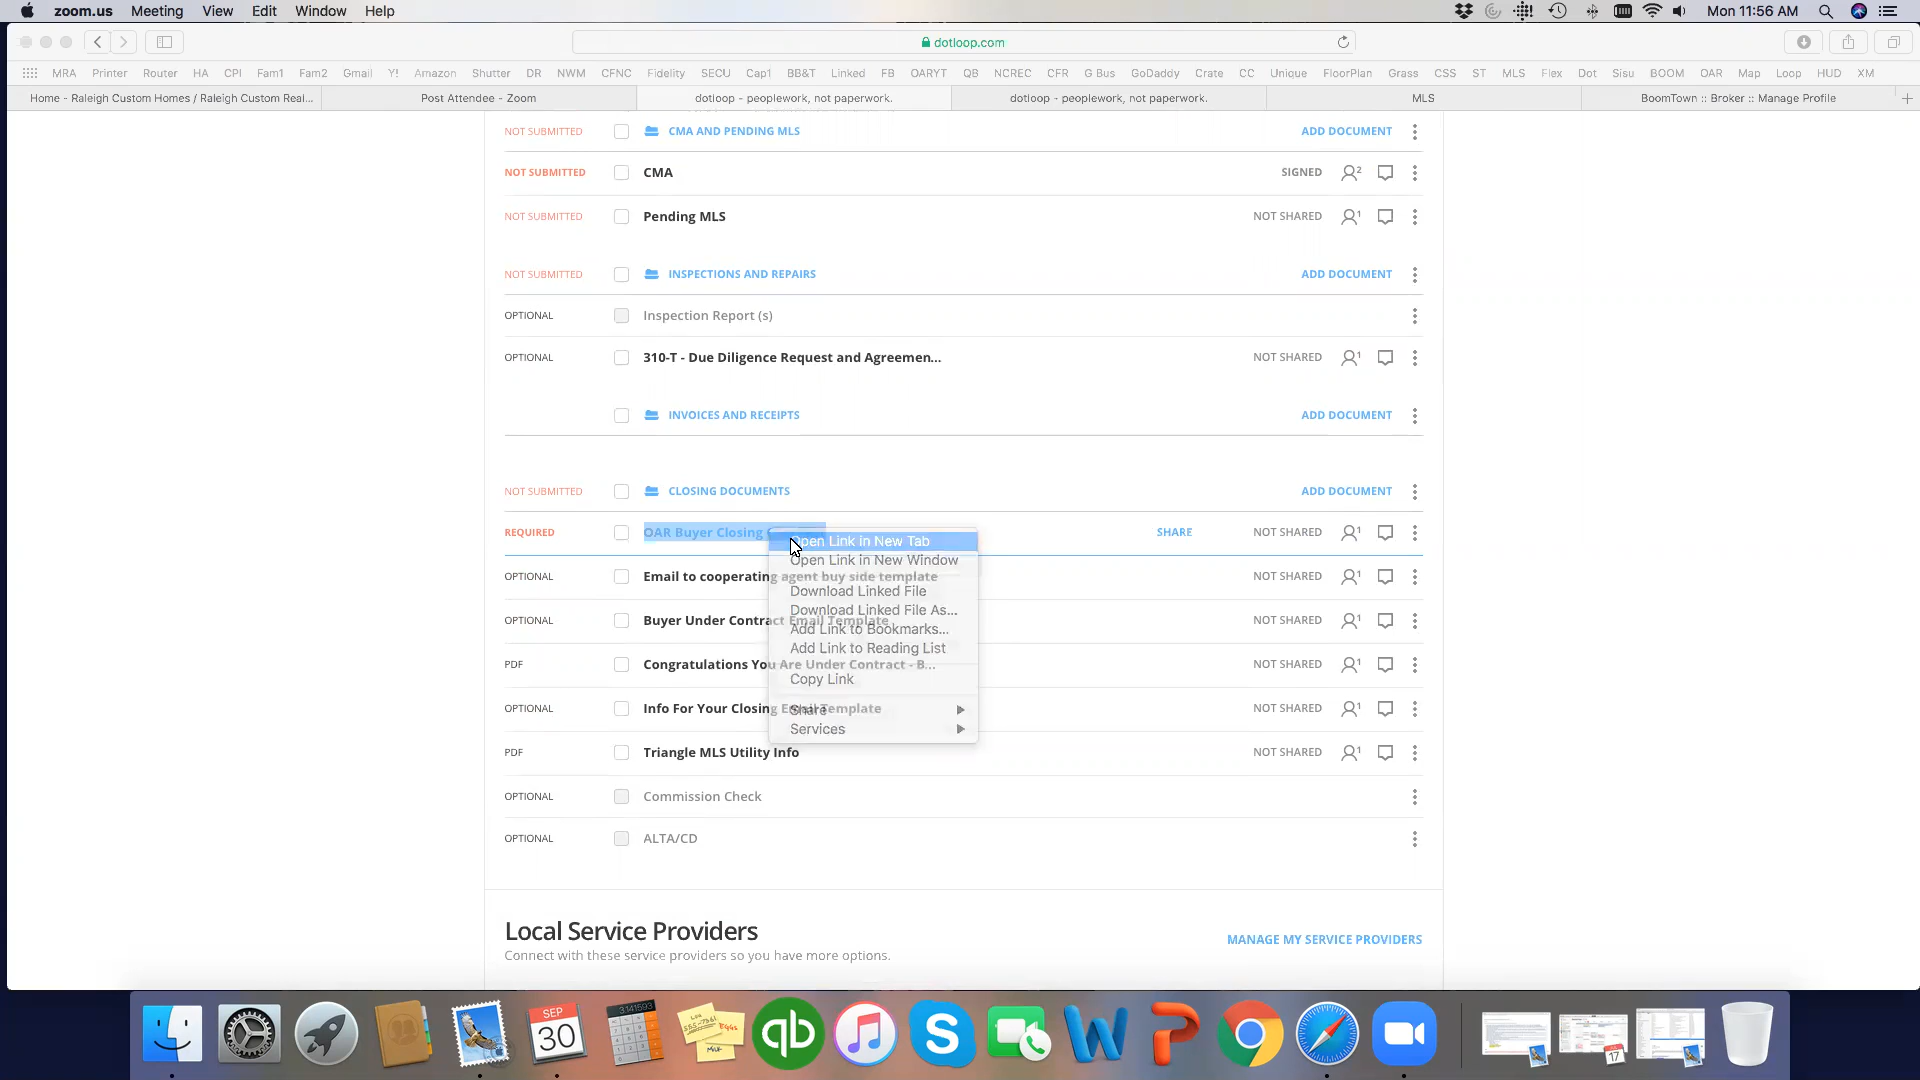 zoom.us Meeting View Edit Window Help Mon 11:56 AM
dotloop.com
MRA Printer Router HA CPI Fam1 Fam2 Gmail Y! Amazon Shutter DR NWM CFNC Fidelity SECU Cap1 BB&T Linked FB OARYT QB NCREC CFR G Bus GoDaddy Crate CC Unique FloorPlan Grass CSS ST MLS Flex Dot Sisu BOOM OAR Map Loop HUD XM
Home - Raleigh Custom Homes / Raleigh Custom Real... Post Attendee - Zoom dotloop - peoplework, not paperwork. dotloop - peoplework, not paperwork. MLS BoomTown :: Broker :: Manage Profile
NOT SUBMITTED CMA AND PENDING MLS ADD DOCUMENT
NOT SUBMITTED CMA SIGNED 2
NOT SUBMITTED Pending MLS NOT SHARED 1
NOT SUBMITTED INSPECTIONS AND REPAIRS ADD DOCUMENT
OPTIONAL Inspection Report (s)
OPTIONAL 310-T - Due Diligence Request and Agreemen... NOT SHARED 1
INVOICES AND RECEIPTS ADD DOCUMENT
NOT SUBMITTED CLOSING DOCUMENTS ADD DOCUMENT
REQUIRED OAR Buyer Closing SHARE NOT SHARED 1
Open Link in New Tab
Open Link in New Window
OPTIONAL Email to cooperating agent buy side template NOT SHARED 1
Download Linked File
Download Linked File As...
OPTIONAL Buyer Under Contract Email Template NOT SHARED 1
Add Link to Bookmarks...
Add Link to Reading List
PDF Congratulations You Are Under Contract - B... NOT SHARED 1
Copy Link
OPTIONAL Info For Your Closing Email Template NOT SHARED 1
Share
Services
PDF Triangle MLS Utility Info NOT SHARED 1
OPTIONAL Commission Check
OPTIONAL ALTA/CD
Local Service Providers
MANAGE MY SERVICE PROVIDERS
Connect with these service providers so you have more options.
SEP
30
17